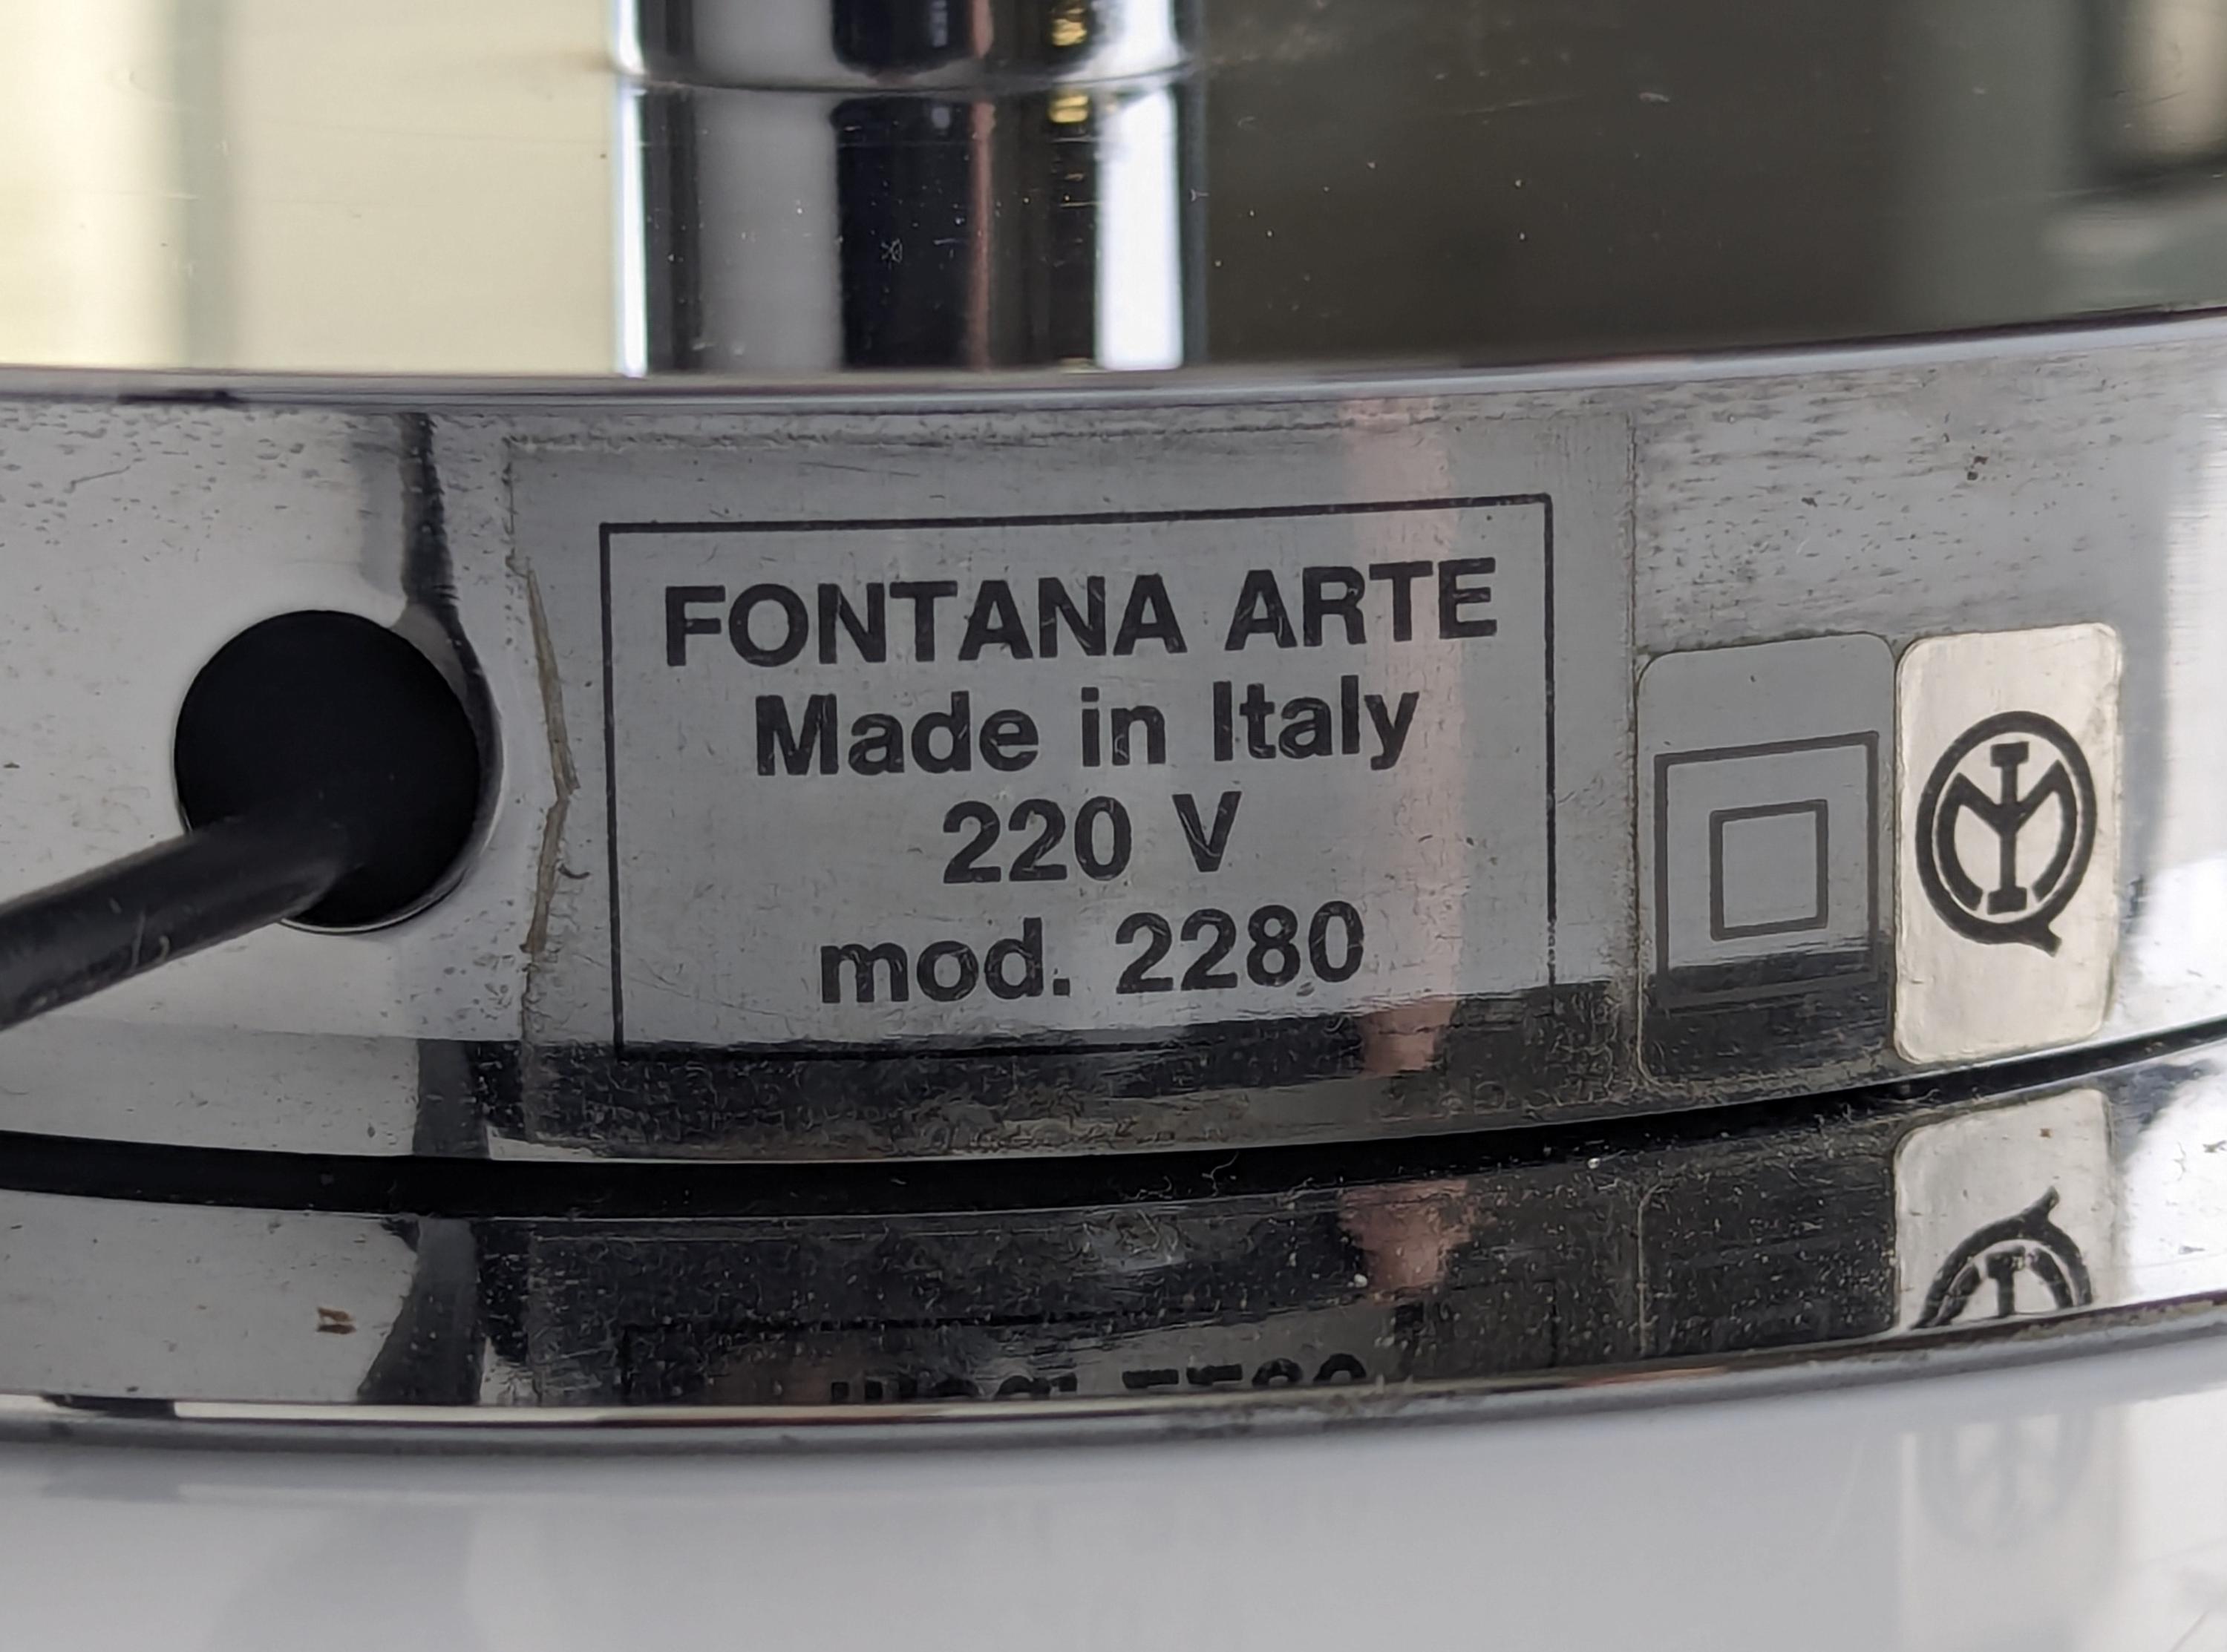 FONTANA ARTE
Made in Italy
220 V
mod. 2280